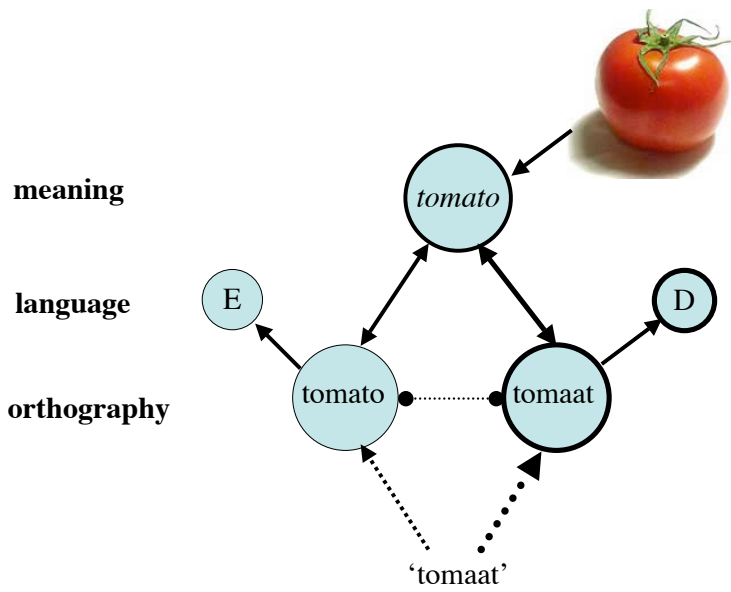 meaning
tomato
language
E
D
orthography
tomato
tomaat
‘tomaat’